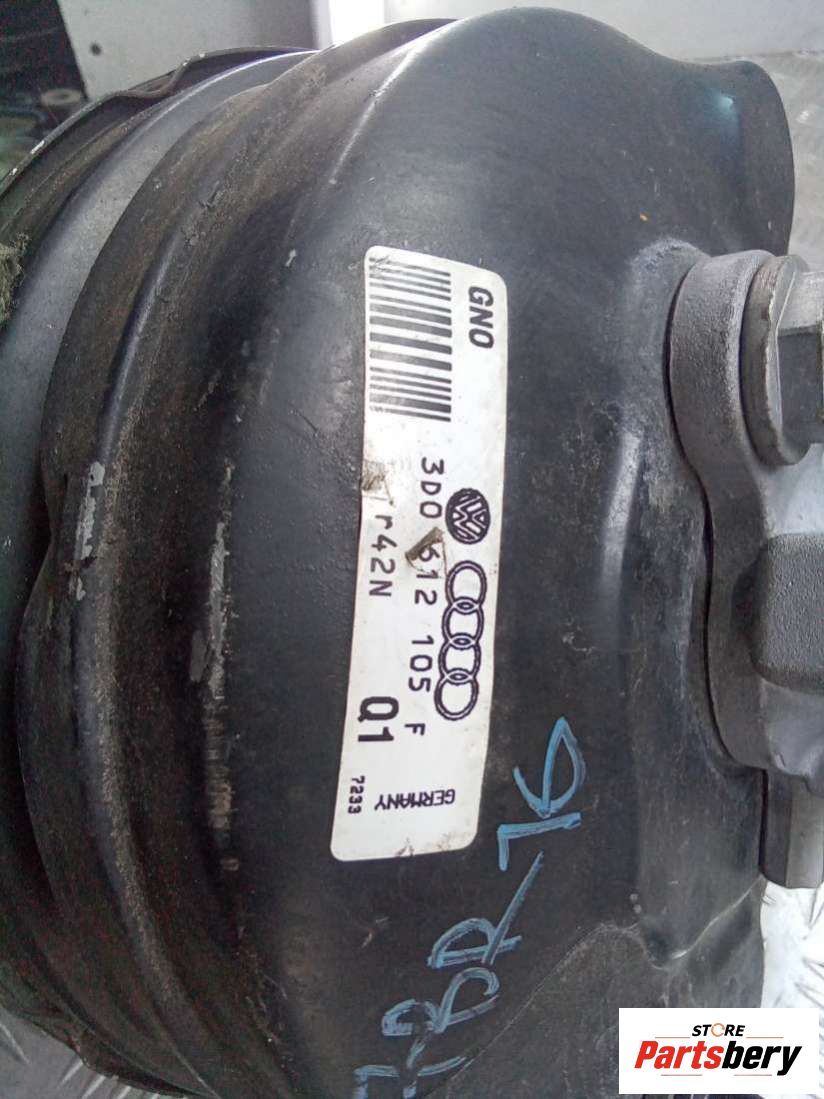 GNO
3D0 612 105 F
r42N
Q1
GERMANY
7233
STORE
Partsbery